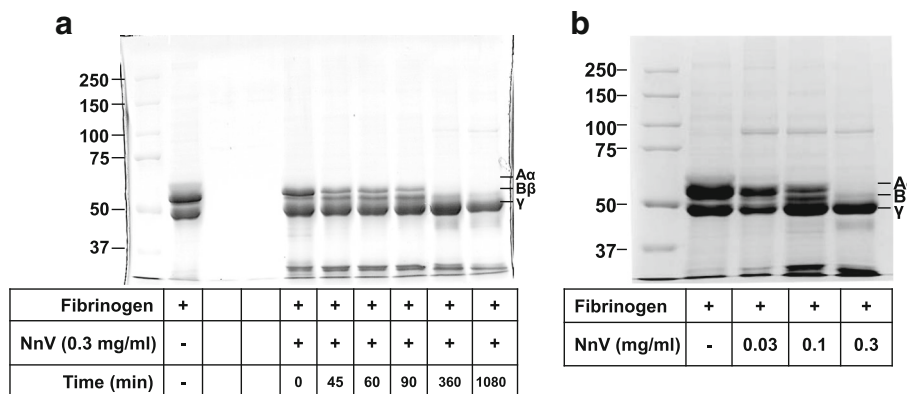 a
250
150
100
75
50
37
Aα
Bβ
γ
Fibrinogen + + + + + + +
NnV (0.3 mg/ml) - + + + + + +
Time (min) - 0 45 60 90 360 1080
b
250
150
100
75
50
37
A
B
γ
Fibrinogen + + + +
NnV (mg/ml) - 0.03 0.1 0.3